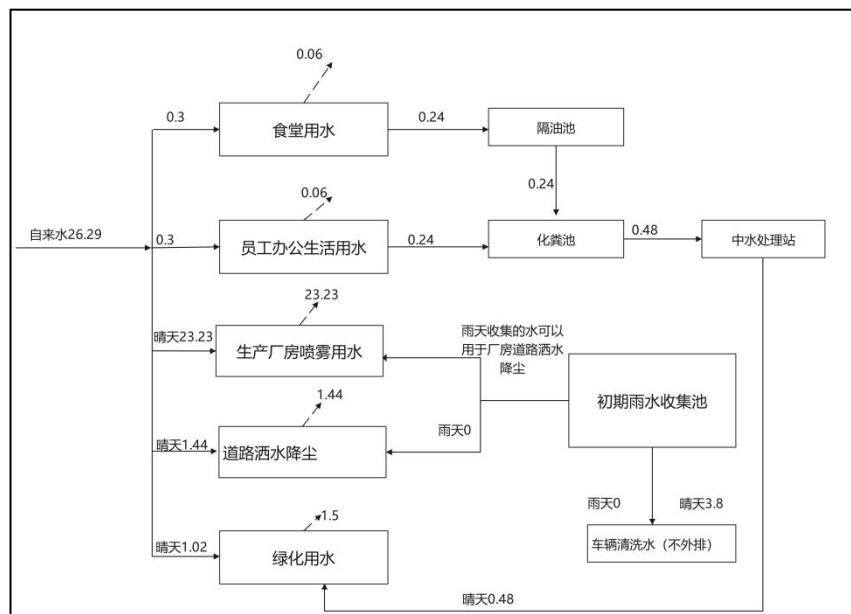 0.06
0.3
食堂用水
0.24
隔油池
0.24
0.06
自来水26.29
0.3
员工办公生活用水
0.24
化粪池
0.48
中水处理站
23.23
晴天23.23
生产厂房喷雾用水
雨天收集的水可以
用于厂房道路洒水
降尘
初期雨水收集池
1.44
晴天1.44
道路洒水降尘
雨天0
雨天0
晴天3.8
车辆清洗水（不外排）
1.5
晴天1.02
绿化用水
晴天0.48